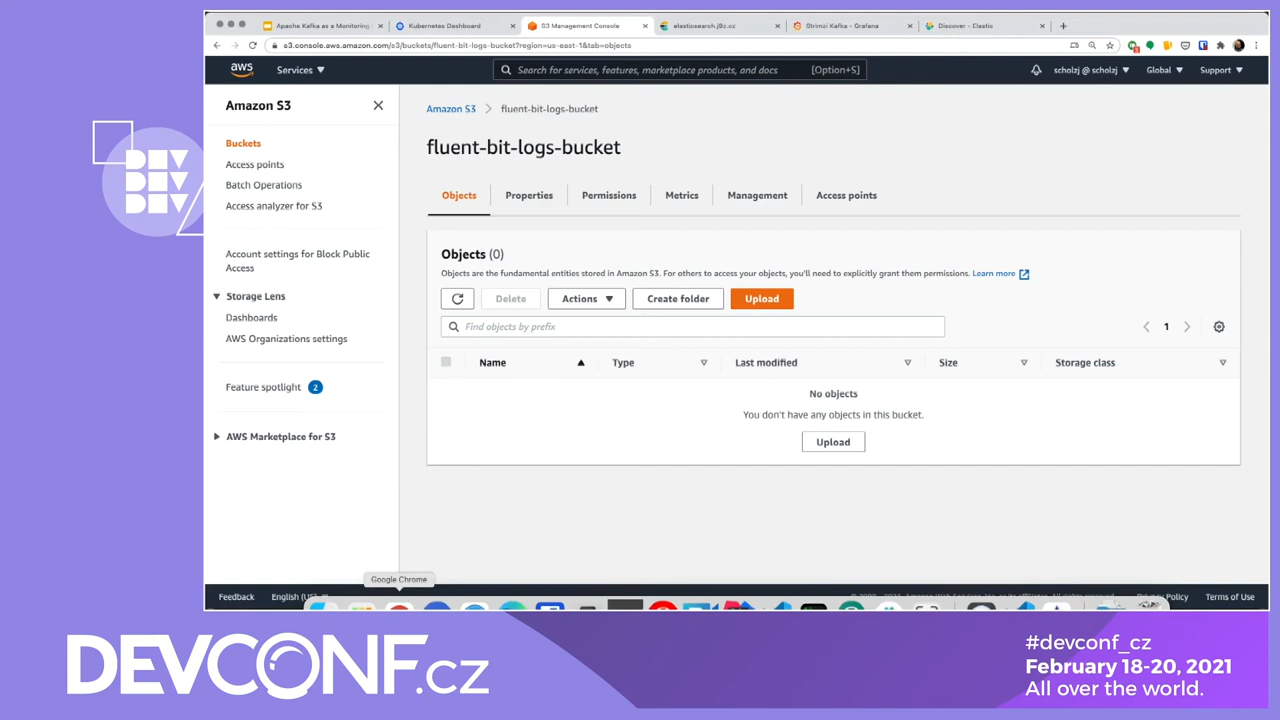 Apache Kafka as a Monitoring
Kubernetes Dashboard
S3 Management Console
elasticsearch.j0z.cz
Strimzi Kafka - Grafana
Discover - Elastic
s3.console.aws.amazon.com/s3/buckets/fluent-bit-logs-bucket?region=us-east-1&tab=objects
aws
Services
Search for services, features, marketplace products, and docs
[Option+S]
scholzj @ scholzj
Global
Support
Amazon S3
Buckets
Access points
Batch Operations
Access analyzer for S3
Account settings for Block Public
Access
Storage Lens
Dashboards
AWS Organizations settings
Feature spotlight 2
AWS Marketplace for S3
Amazon S3
fluent-bit-logs-bucket
fluent-bit-logs-bucket
Objects
Properties
Permissions
Metrics
Management
Access points
Objects (0)
Objects are the fundamental entities stored in Amazon S3. For others to access your objects, you'll need to explicitly grant them permissions. Learn more
Delete
Actions
Create folder
Upload
Find objects by prefix
1
Name
Type
Last modified
Size
Storage class
No objects
You don't have any objects in this bucket.
Upload
Google Chrome
Feedback
English (US)
Policy
Terms of Use
DEV
DEV
DEV
DEVCONF.cz
#devconf_cz
February 18-20, 2021
All over the world.